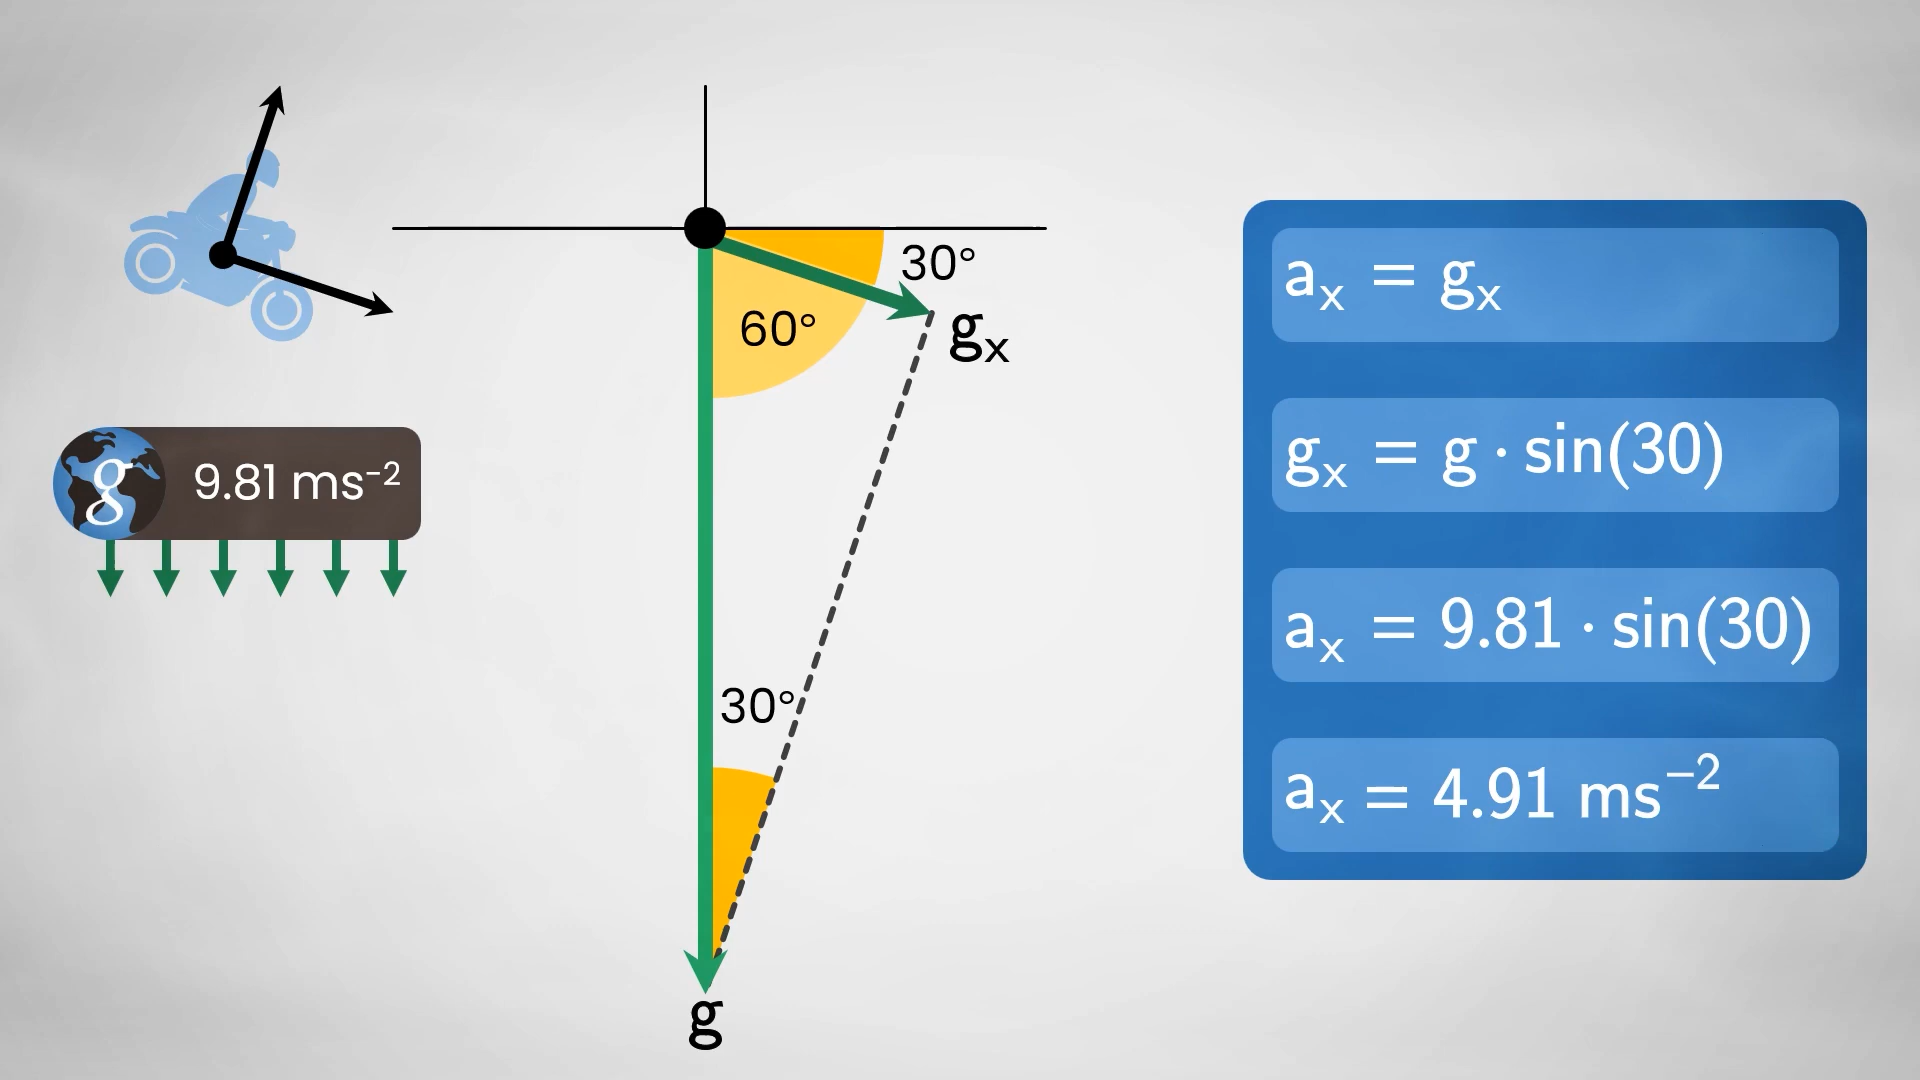 30°
60°
gₓ
g 9.81 ms⁻²
30°
g
aₓ = gₓ
gₓ = g · sin(30)
aₓ = 9.81 · sin(30)
aₓ = 4.91 ms⁻²